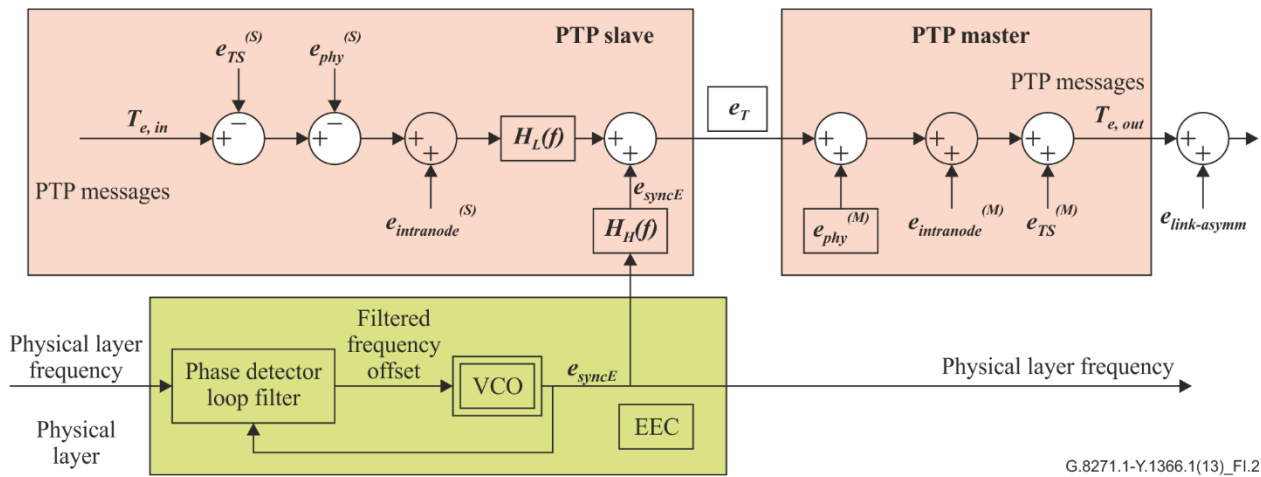 PTP slave
PTP master
e_TS^(S)
e_phy^(S)
PTP messages
T_e, in
−
−
e_T
T_e, out
+
+
+
H_L(f)
+
+
+
+
+
+
+
+
+
+
e_syncE
PTP messages
e_intranode^(S)
H_H(f)
e_phy^(M)
e_intranode^(M)
e_TS^(M)
e_link-asymm
Physical layer
frequency
Filtered
frequency
offset
Phase detector
loop filter
VCO
e_syncE
Physical layer frequency
Physical
layer
EEC
G.8271.1-Y.1366.1(13)_FI.2